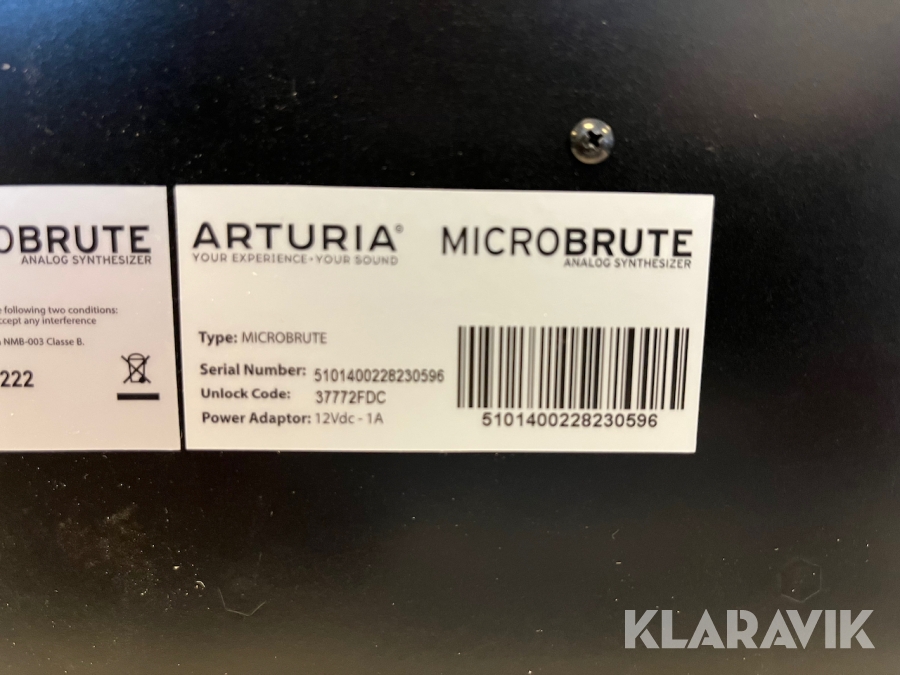 OBRUTE
ANALOG SYNTHESIZER
e following two conditions:
ccept any interference
NMB-003 Classe B.
222
ARTURIA®
YOUR EXPERIENCE • YOUR SOUND
MICROBRUTE
ANALOG SYNTHESIZER
Type: MICROBRUTE
Serial Number: 5101400228230596
Unlock Code: 37772FDC
Power Adaptor: 12Vdc - 1A
5101400228230596
KLARAVIK